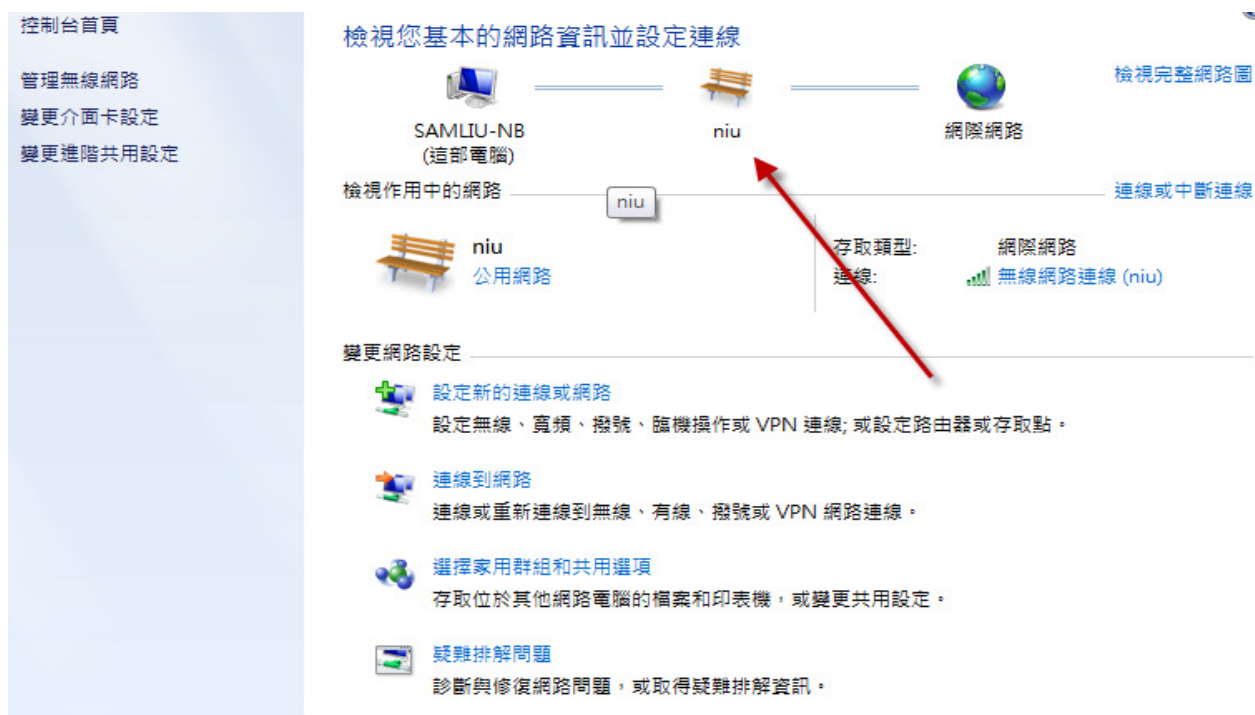 控制台首頁
管理無線網路
變更介面卡設定
變更進階共用設定
檢視您基本的網路資訊並設定連線
檢視完整網路圖
SAMLIU-NB
(這部電腦)
niu
網際網路
檢視作用中的網路
niu
連線或中斷連線
niu
公用網路
存取類型: 網際網路
連線: 無線網路連線 (niu)
變更網路設定
設定新的連線或網路
設定無線、寬頻、撥號、臨機操作或 VPN 連線; 或設定路由器或存取點。
連線到網路
連線或重新連線到無線、有線、撥號或 VPN 網路連線。
選擇家用群組和共用選項
存取位於其他網路電腦的檔案和印表機，或變更共用設定。
疑難排解問題
診斷與修復網路問題，或取得疑難排解資訊。